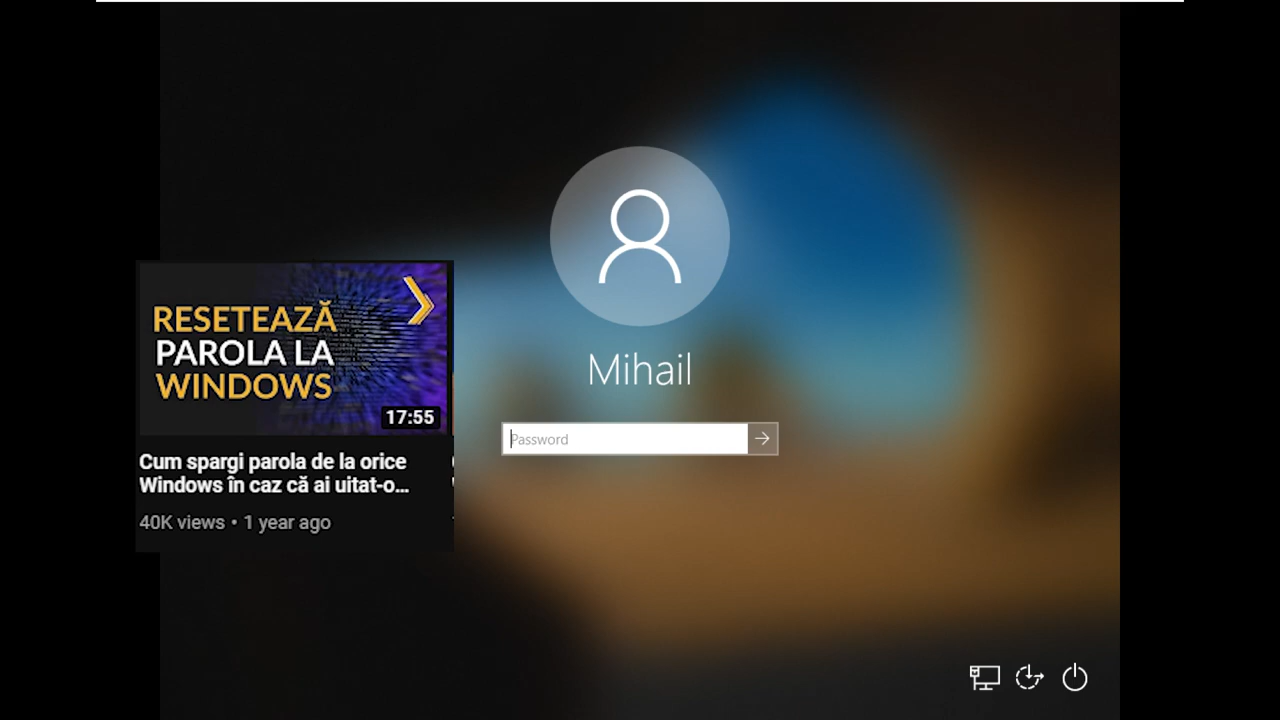 RESETEAZĂ
PAROLA LA
WINDOWS
17:55
Cum spargi parola de la orice
Windows în caz că ai uitat-o...
40K views • 1 year ago
Mihail
Password